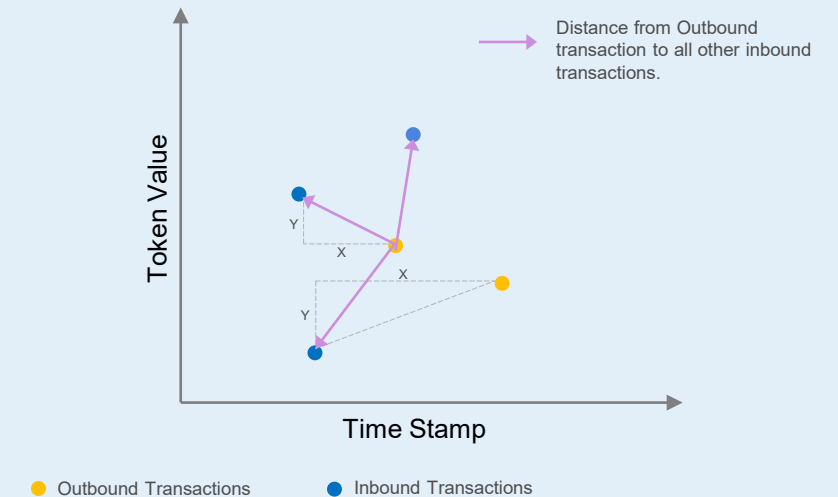 Distance from Outbound
transaction to all other inbound
transactions.
Token Value
Y
X
X
Y
Time Stamp
Outbound Transactions
Inbound Transactions